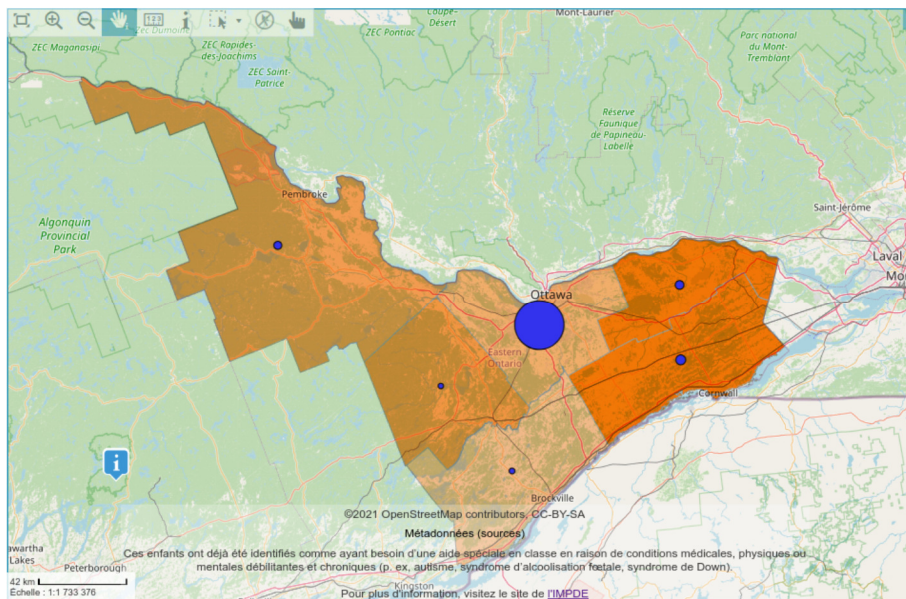 123
i
ZEC Dumoine
Coupé-
Désert
Mont-Laurier
ZEC Maganasipi
ZEC Rapides-
des-Joachims
ZEC Pontiac
Parc national
du Mont-
Tremblant
ZEC Saint-
Patrice
Réserve
Faunique
de Papineau-
Labelle
Pembroke
Saint-Jérôme
Algonquin
Provincial
Park
Laval
Mo
Ottawa
Eastern
Ontario
Cornwall
i
Brockville
©2021 OpenStreetMap contributors, CC-BY-SA
Métadonnées (sources)
awartha
Lakes
Ces enfants ont déjà été identifiés comme ayant besoin d'une aide spéciale en classe en raison de conditions médicales, physiques ou
mentales débilitantes et chroniques (p. ex, autisme, syndrome d'alcoolisation fœtale, syndrome de Down).
Peterborough
42 km
Kingston
Échelle : 1:1 733 376
Pour plus d'information, visitez le site de l'IMPDE